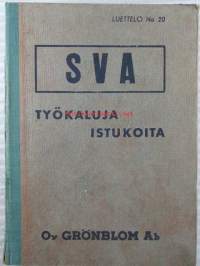 LUETTELO No 20
SVA
TYÖKALUJA
ISTUKOITA
Oy GRÖNBLOM Ab